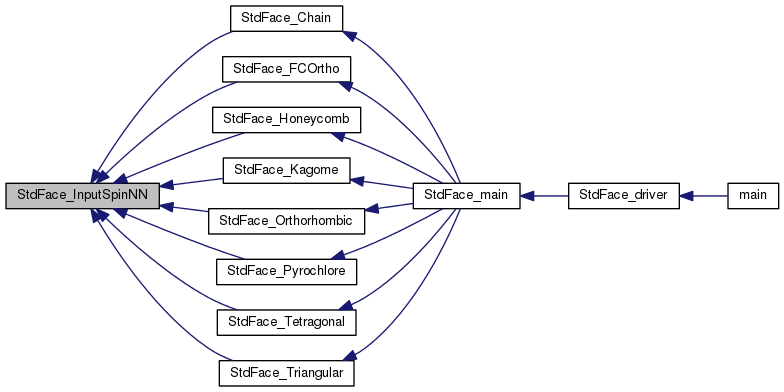 StdFace_Chain
StdFace_FCOrtho
StdFace_Honeycomb
StdFace_Kagome
StdFace_InputSpinNN
StdFace_main
StdFace_driver
main
StdFace_Orthorhombic
StdFace_Pyrochlore
StdFace_Tetragonal
StdFace_Triangular